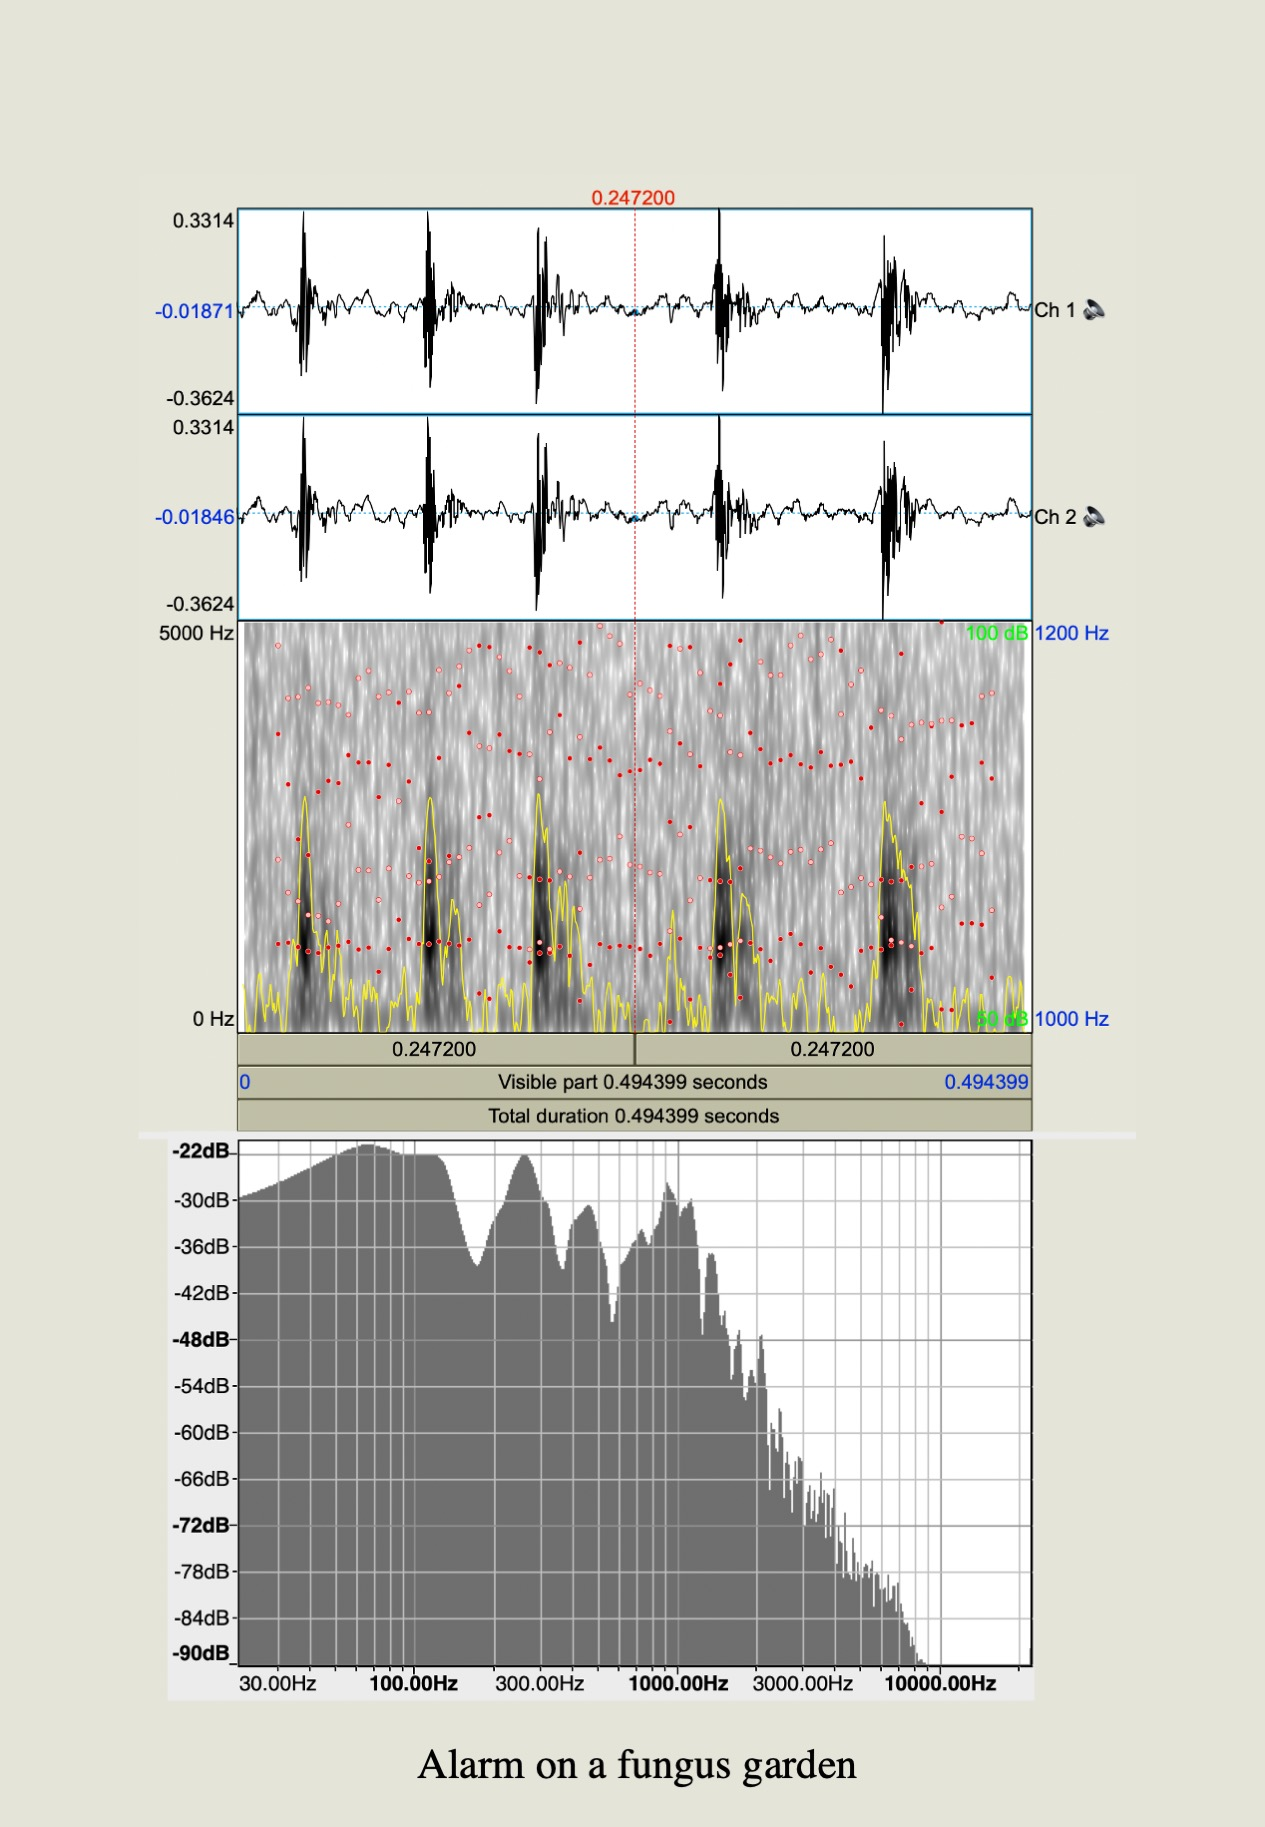 0.247200
0.3314
-0.01871
Ch 1
-0.3624
0.3314
-0.01846
Ch 2
-0.3624
5000 Hz
100 dB
1200 Hz
0 Hz
50 dB
1000 Hz
0.247200
0.247200
0
Visible part 0.494399 seconds
0.494399
Total duration 0.494399 seconds
-22dB
-30dB
-36dB
-42dB
-48dB
-54dB
-60dB
-66dB
-72dB
-78dB
-84dB
-90dB
30.00Hz 100.00Hz 300.00Hz 1000.00Hz 3000.00Hz 10000.00Hz
Alarm on a fungus garden